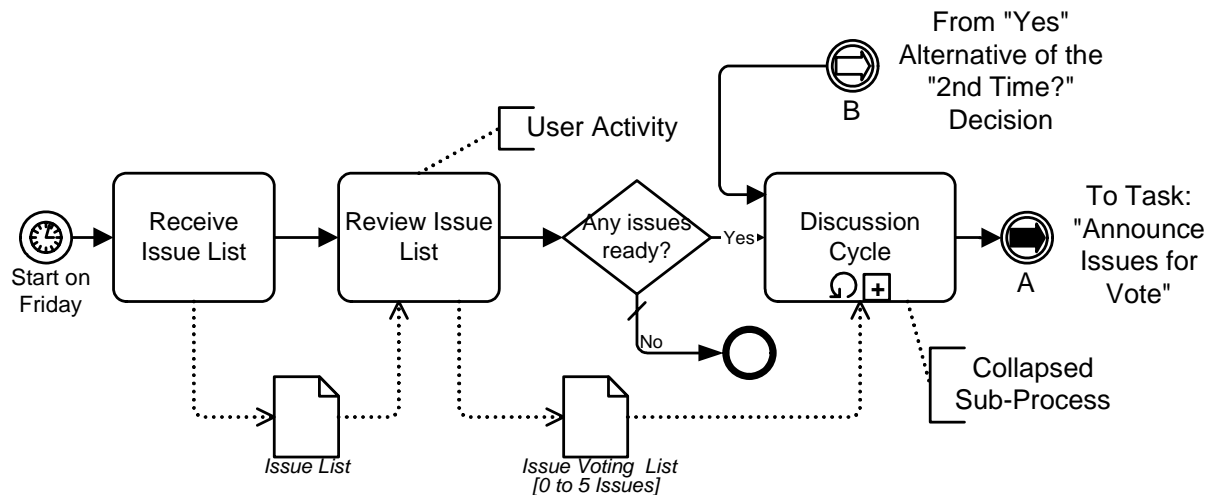 From "Yes"
Alternative of the
"2nd Time?"
Decision
B
User Activity
Start on
Friday
Receive
Issue List
Review Issue
List
Any issues
ready?
Yes
No
Discussion
Cycle
To Task:
"Announce
Issues for
Vote"
A
Collapsed
Sub-Process
Issue List
Issue Voting List
[0 to 5 Issues]